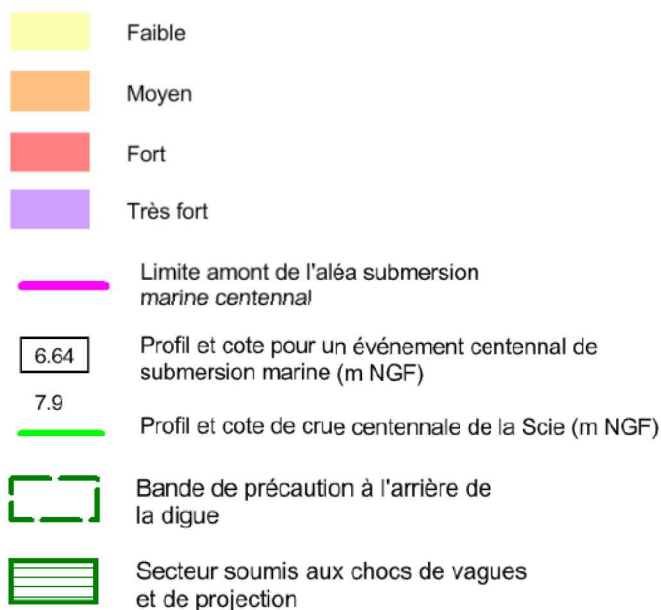 Faible
Moyen
Fort
Très fort
Limite amont de l'aléa submersion
marine centennal
6.64
Profil et cote pour un événement centennal de
submersion marine (m NGF)
7.9
Profil et cote de crue centennale de la Scie (m NGF)
Bande de précaution à l'arrière de
la digue
Secteur soumis aux chocs de vagues
et de projection